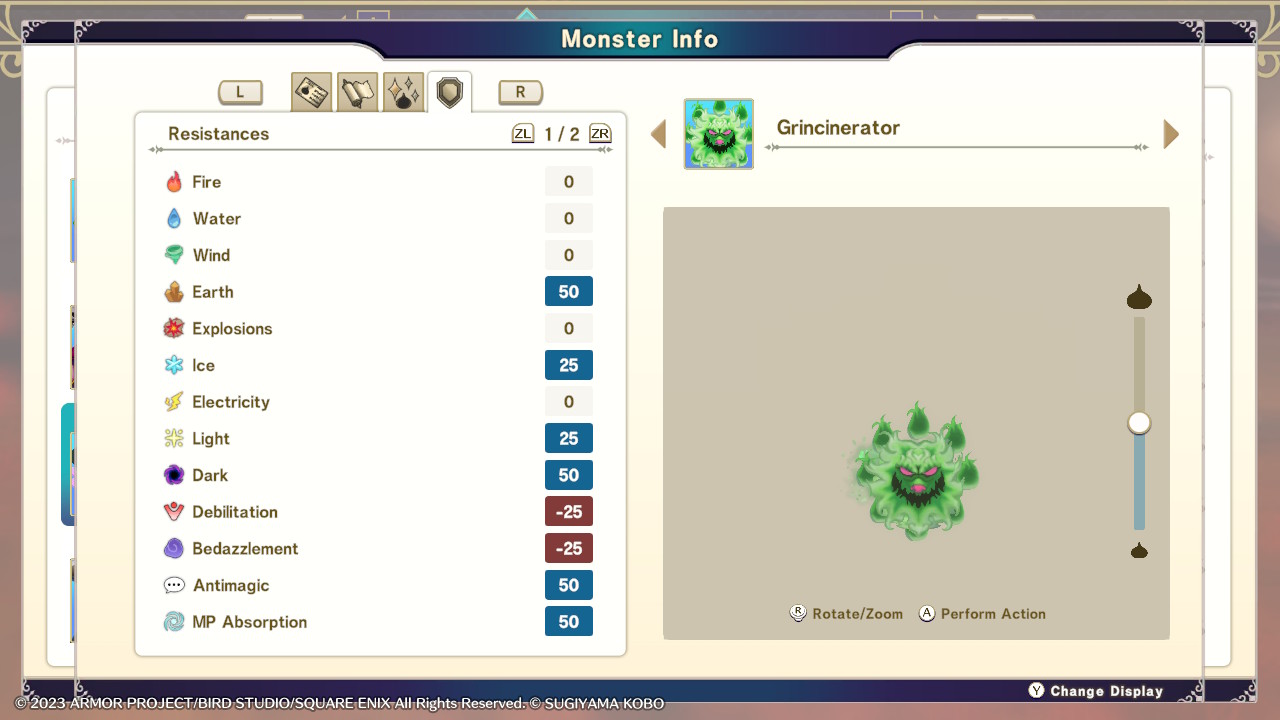 Monster Info
L
R
Resistances
ZL 1 / 2 ZR
Grincinerator
Fire 0
Water 0
Wind 0
Earth 50
Explosions 0
Ice 25
Electricity 0
Light 25
Dark 50
Debilitation -25
Bedazzlement -25
Antimagic 50
MP Absorption 50
R Rotate/Zoom A Perform Action
Y Change Display
© 2023 ARMOR PROJECT/BIRD STUDIO/SQUARE ENIX All Rights Reserved. © SUGIYAMA KOBO